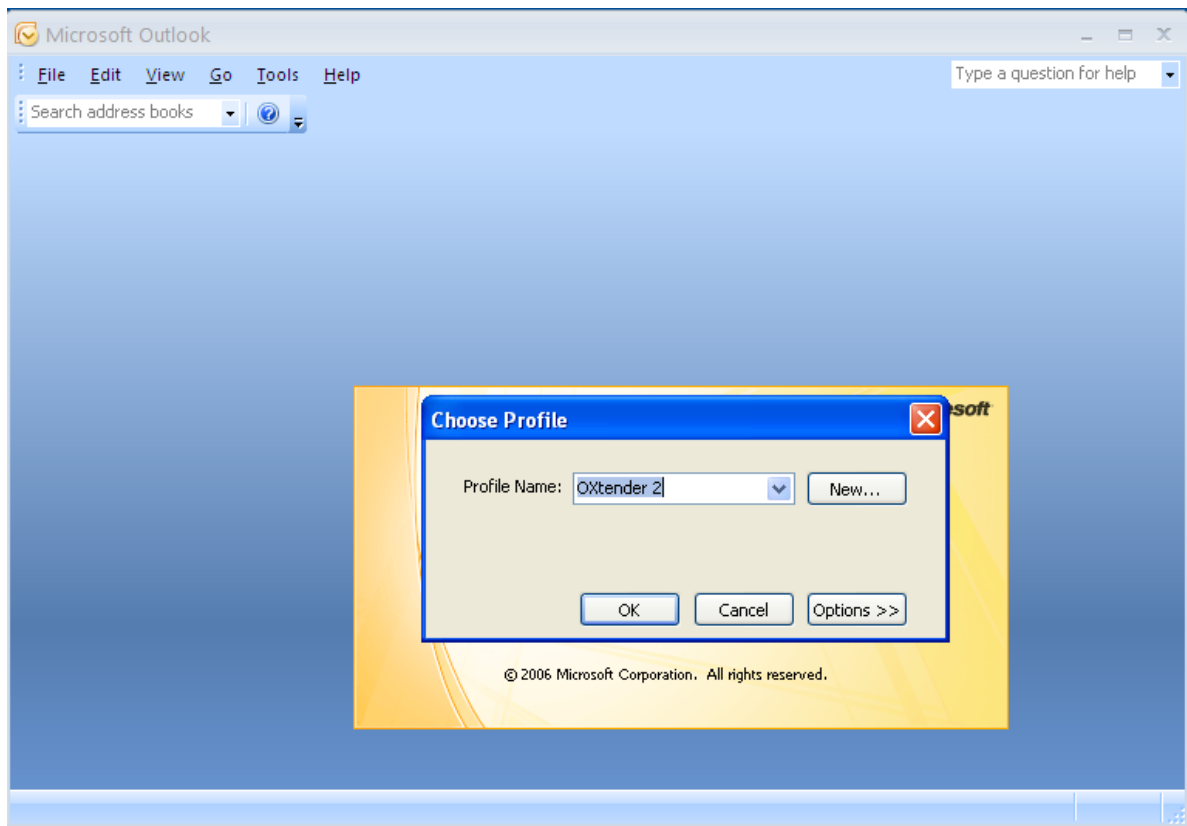 Microsoft Outlook
File Edit View Go Tools Help
Type a question for help
Search address books
soft
Choose Profile
Profile Name: OXtender 2 New...
OK Cancel Options >>
© 2006 Microsoft Corporation. All rights reserved.